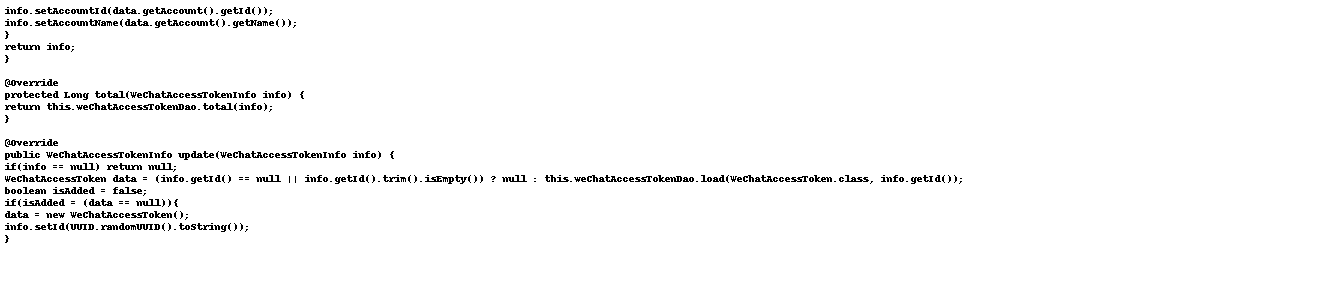 info.setAccountId(data.getAccount().getId());
info.setAccountName(data.getAccount().getName());
}
return info;
}
@Override
protected Long total(WeChatAccessTokenInfo info) {
return this.weChatAccessTokenDao.total(info);
}
@Override
public WeChatAccessTokenInfo update(WeChatAccessTokenInfo info) {
if(info == null) return null;
WeChatAccessToken data = (info.getId() == null || info.getId().trim().isEmpty()) ? null : this.weChatAccessTokenDao.load(WeChatAccessToken.class, info.getId());
boolean isAdded = false;
if(isAdded = (data == null)){
data = new WeChatAccessToken();
info.setId(UUID.randomUUID().toString());
}